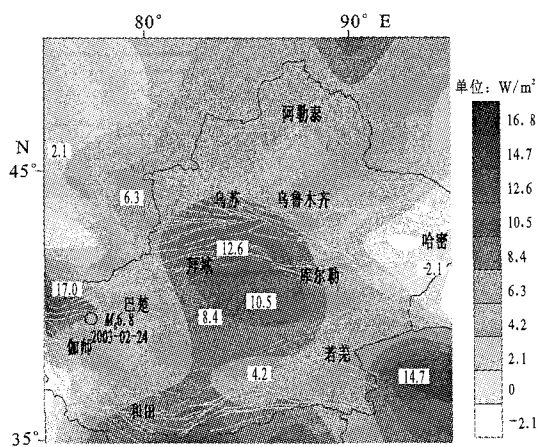 80° 90° E
单位: W/m²
N
45°
35°
2.1
6.3
阿勒泰
乌苏 乌鲁木齐
哈密
-2.1
12.6
拜城
库尔勒
17.0
巴楚
10.5
8.4
Ms6.8
伽师
2003-02-24
若羌
4.2
14.7
和田
16.8
14.7
12.6
10.5
8.4
6.3
4.2
2.1
0
-2.1